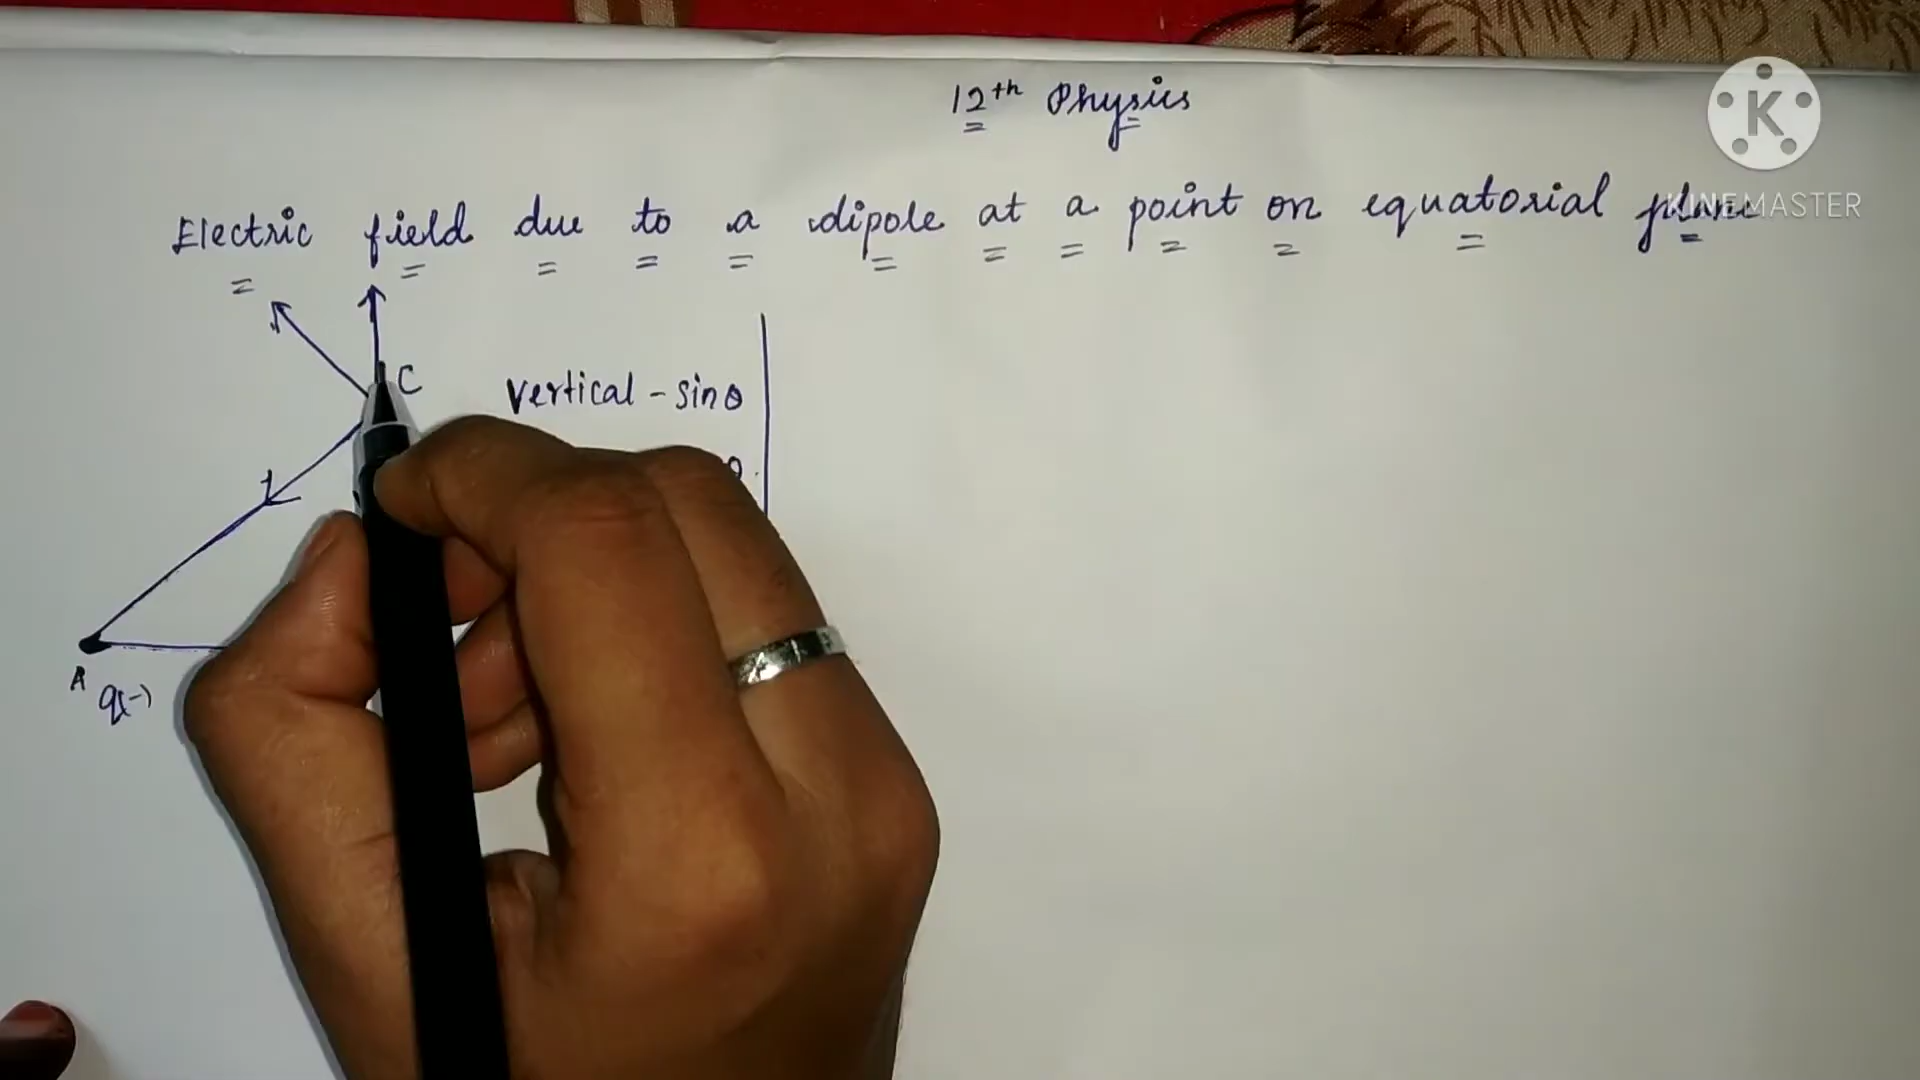 12th Physics
K
KINEMASTER
Electric field due to a dipole at a point on equatorial plane
C
Vertical - sinθ
θ
A
q(-)